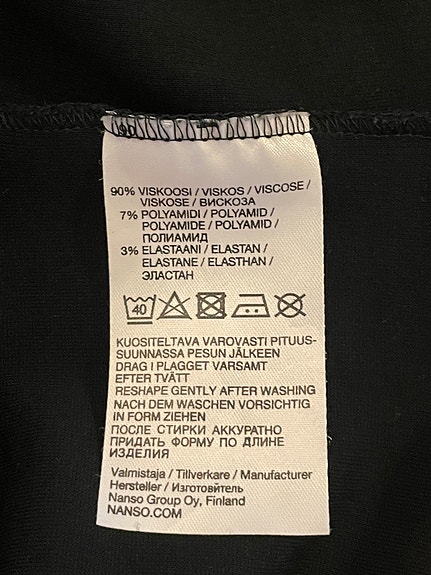 90% VISKOOSI / VISKOS / VISCOSE /
VISKOSE / ВИСКОЗА
7% POLYAMIDI / POLYAMID /
POLYAMIDE / POLYAMID /
ПОЛИАМИД
3% ELASTAANI / ELASTAN /
ELASTANE / ELASTHAN /
ЭЛАСТАН
40
KUOSITELTAVA VAROVASTI PITUUS-
SUUNNASSA PESUN JÄLKEEN
DRAG I PLAGGET VARSAMT
EFTER TVÄTT
RESHAPE GENTLY AFTER WASHING
NACH DEM WASCHEN VORSICHTIG
IN FORM ZIEHEN
ПОСЛЕ СТИРКИ АККУРАТНО
ПРИДАТЬ ФОРМУ ПО ДЛИНЕ
ИЗДЕЛИЯ
Valmistaja / Tillverkare / Manufacturer
Hersteller / Изготовйтель
Nanso Group Oy, Finland
NANSO.COM